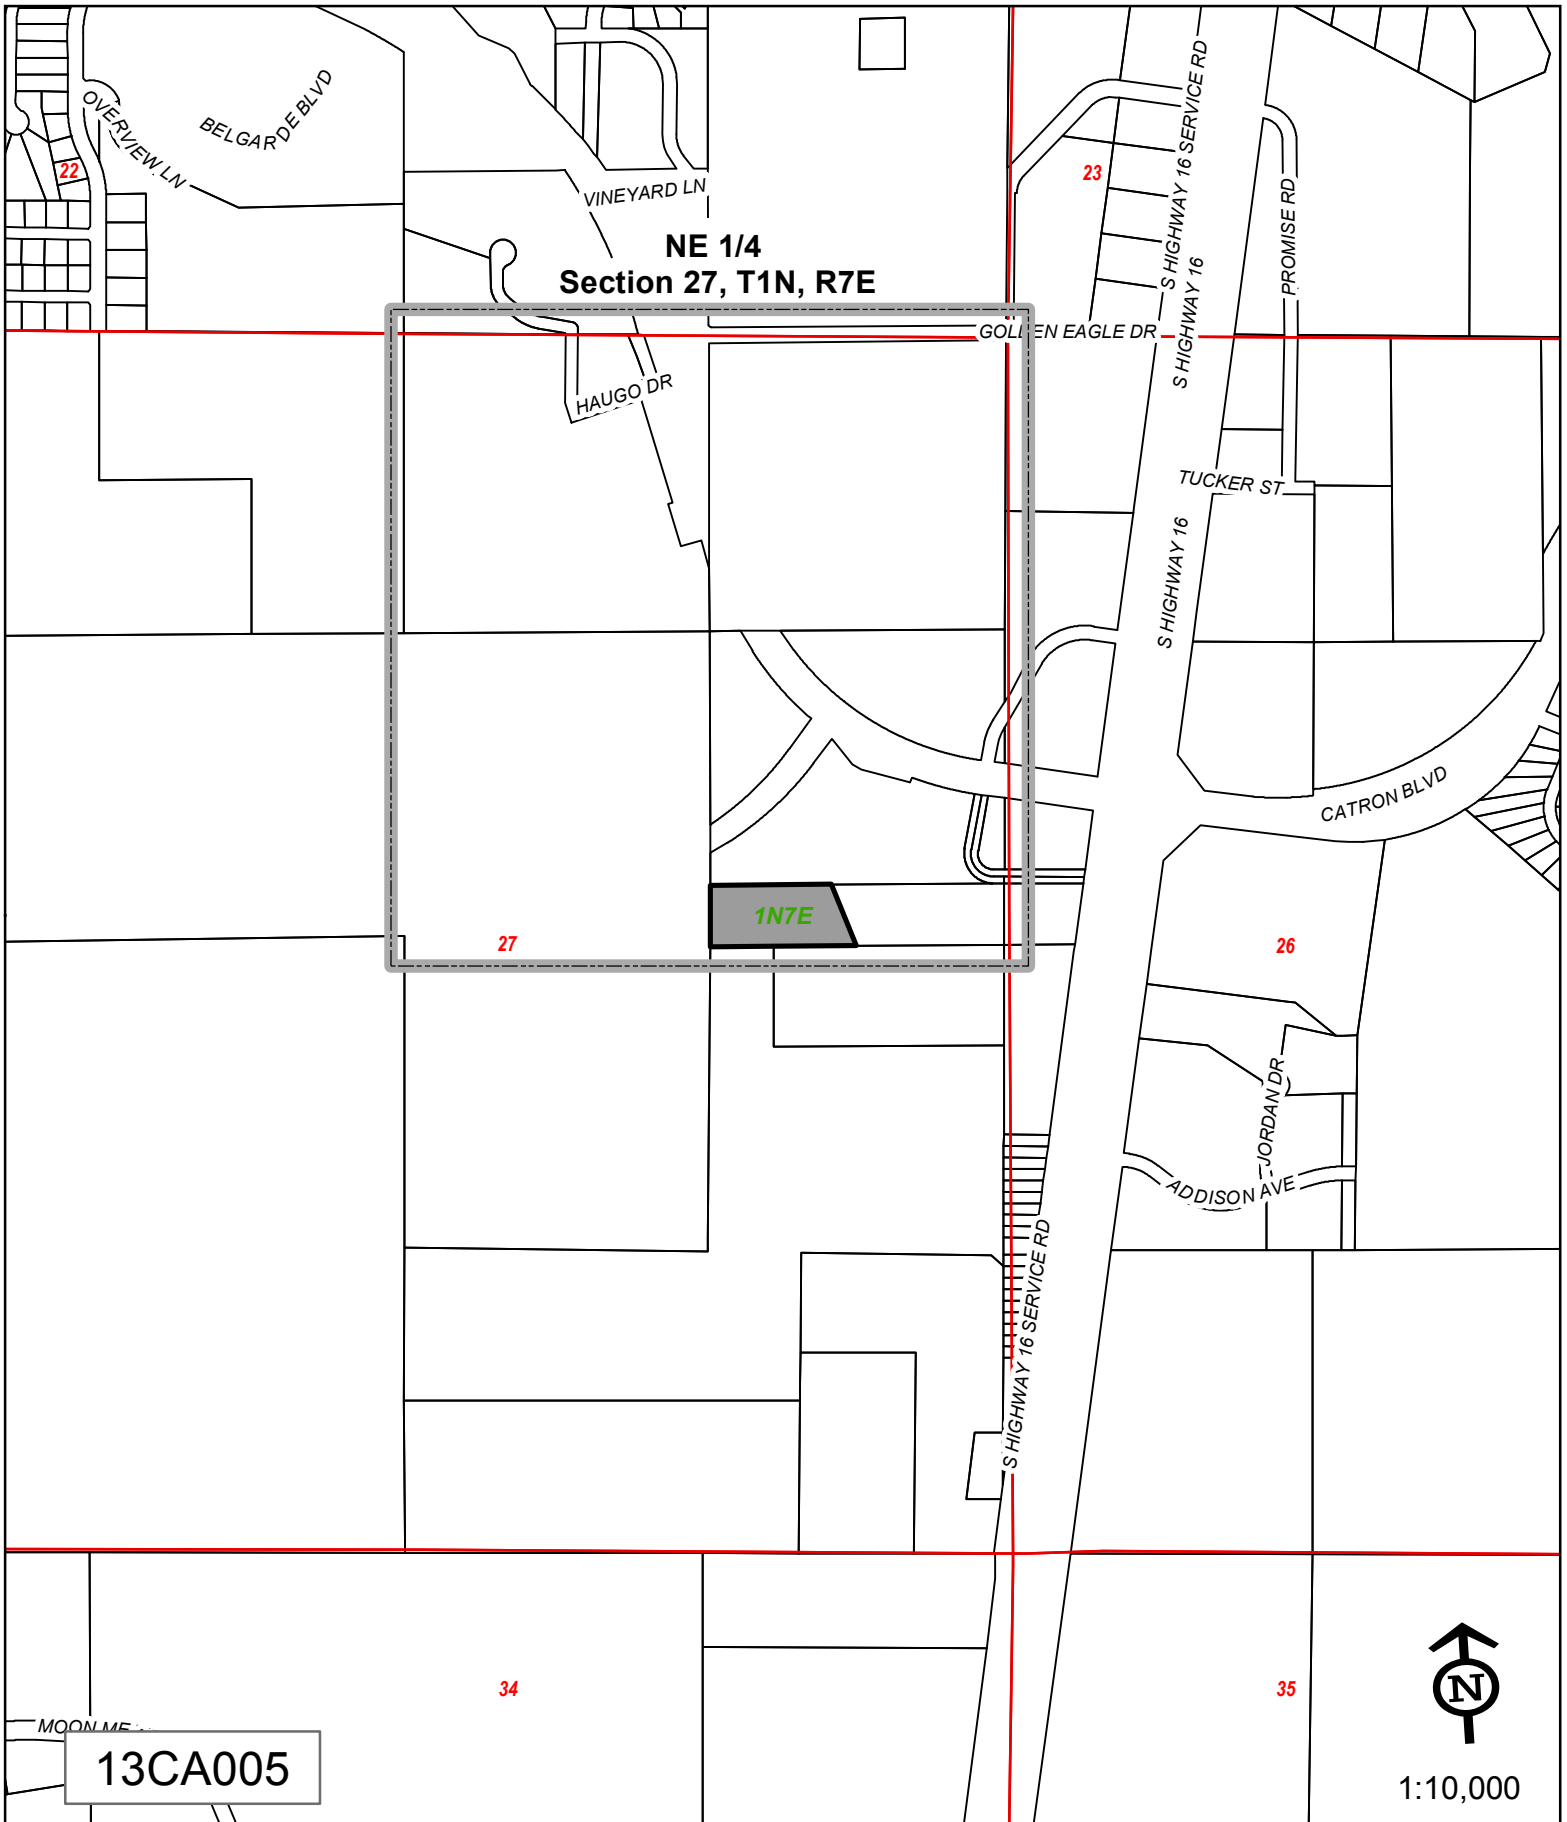 OVERVIEW LN
BELGARDE BLVD
22
VINEYARD LN
23
S HIGHWAY 16 SERVICE RD
PROMISE RD
NE 1/4
Section 27, T1N, R7E
S HIGHWAY 16
GOLDEN EAGLE DR
HAUGO DR
TUCKER ST
S HIGHWAY 16
CATRON BLVD
1N7E
27
26
JORDAN DR
ADDISON AVE
S HIGHWAY 16 SERVICE RD
34
35
N
MOON
13CA005
1:10,000